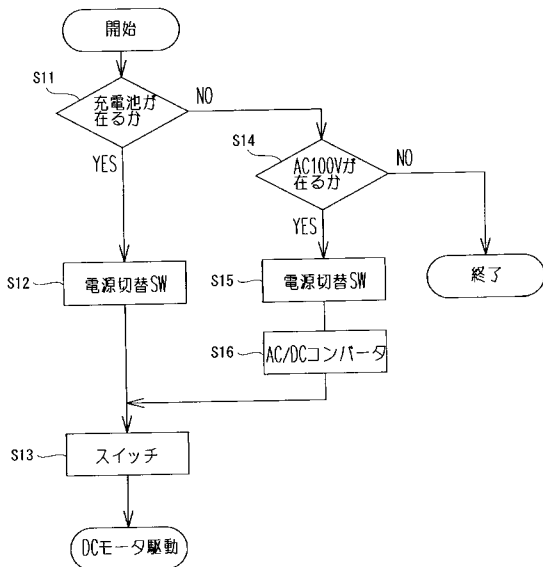 開始
S11
充電池が
在るか
NO
YES
S14
AC100Vが
在るか
NO
YES
終了
S12
電源切替SW
S15
電源切替SW
S16
AC/DCコンバータ
S13
スイッチ
DCモータ駆動